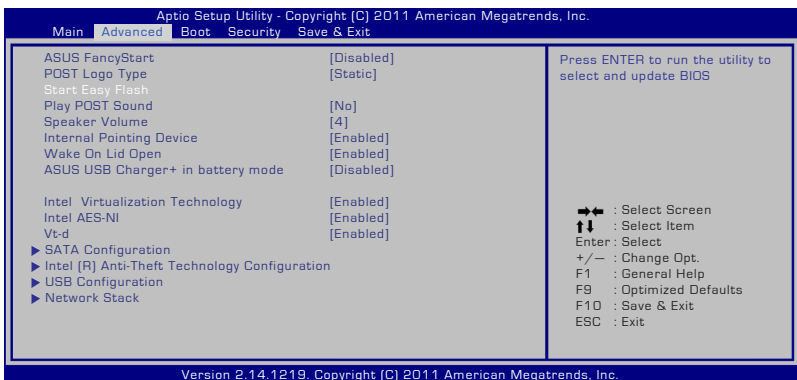 Aptio Setup Utility - Copyright (C) 2011 American Megatrends, Inc.
Main Advanced Boot Security Save & Exit
ASUS FancyStart [Disabled]
POST Logo Type [Static]
Start Easy Flash
Play POST Sound [No]
Speaker Volume [4]
Internal Pointing Device [Enabled]
Wake On Lid Open [Enabled]
ASUS USB Charger+ in battery mode [Disabled]
Intel Virtualization Technology [Enabled]
Intel AES-NI [Enabled]
Vt-d [Enabled]
SATA Configuration
Intel (R) Anti-Theft Technology Configuration
USB Configuration
Network Stack
Press ENTER to run the utility to
select and update BIOS
→← : Select Screen
↑↓ : Select Item
Enter : Select
+/— : Change Opt.
F1 : General Help
F9 : Optimized Defaults
F10 : Save & Exit
ESC : Exit
Version 2.14.1219. Copyright (C) 2011 American Megatrends, Inc.